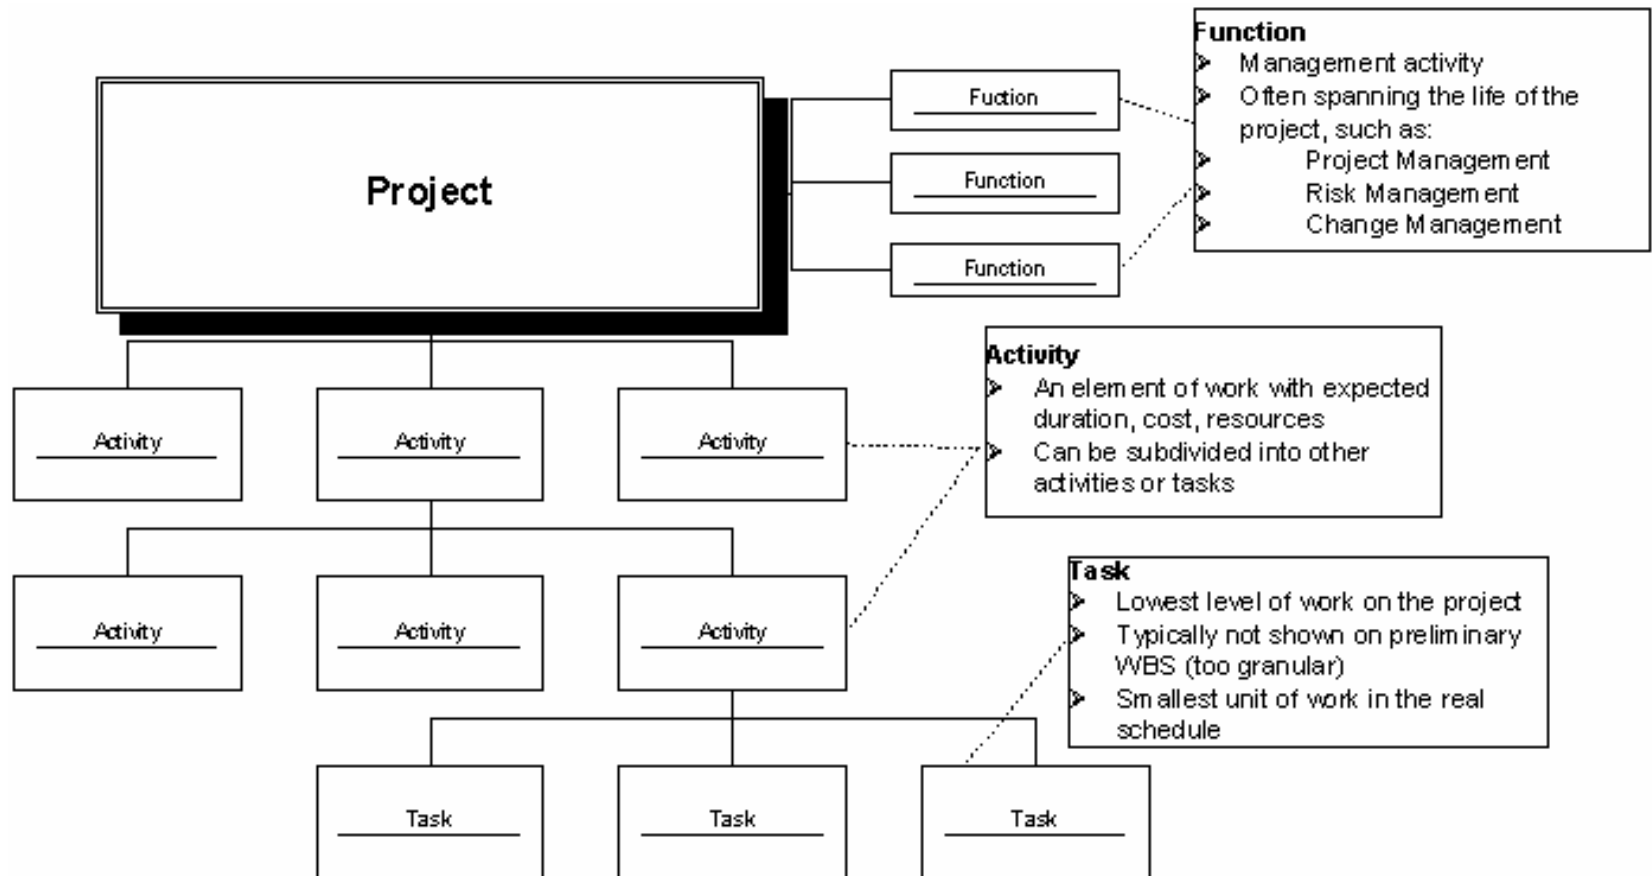 Function
Management activity
Often spanning the life of the
project, such as:
Project Management
Risk Management
Change Management
Project
Fuction
Function
Function
Activity
An element of work with expected
duration, cost, resources
Can be subdivided into other
activities or tasks
Activity
Activity
Activity
Task
Lowest level of work on the project
Typically not shown on preliminary
WBS (too granular)
Smallest unit of work in the real
schedule
Activity
Activity
Activity
Task
Task
Task